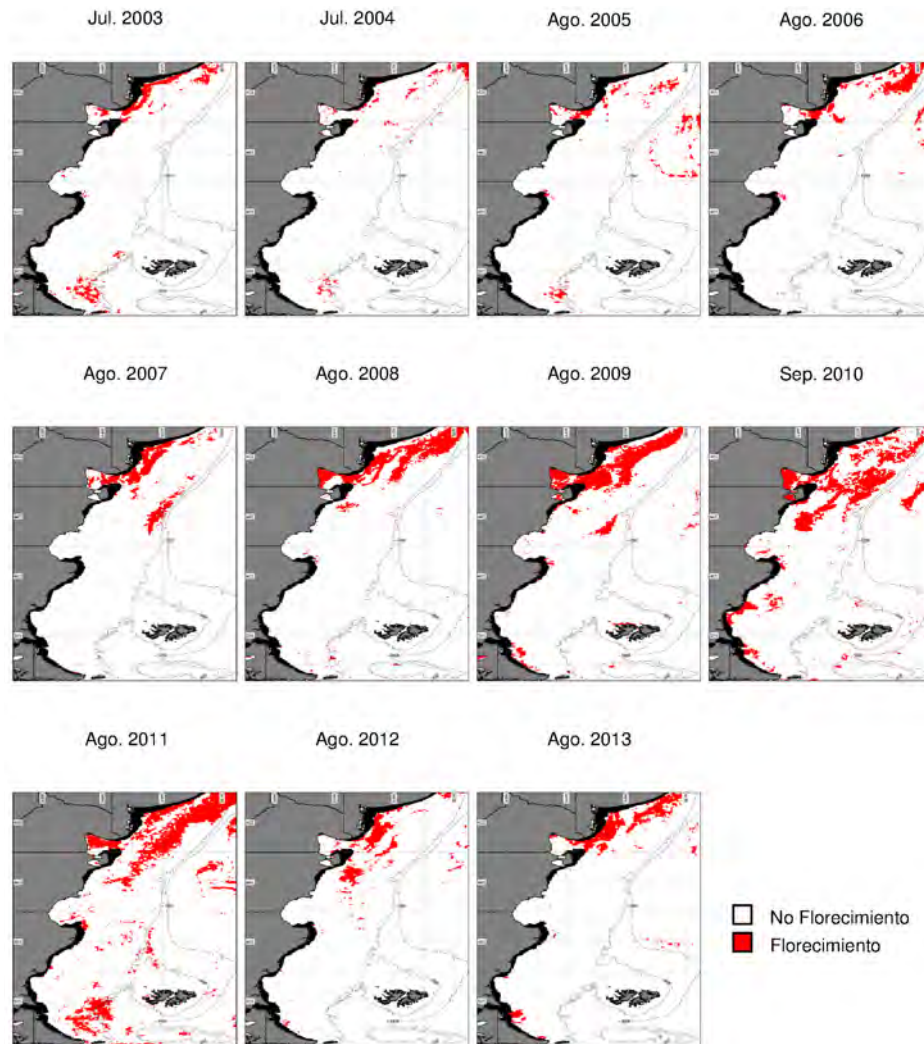 Jul. 2003
Jul. 2004
Ago. 2005
Ago. 2006
Ago. 2007
Ago. 2008
Ago. 2009
Sep. 2010
Ago. 2011
Ago. 2012
Ago. 2013
No Florecimiento
Florecimiento